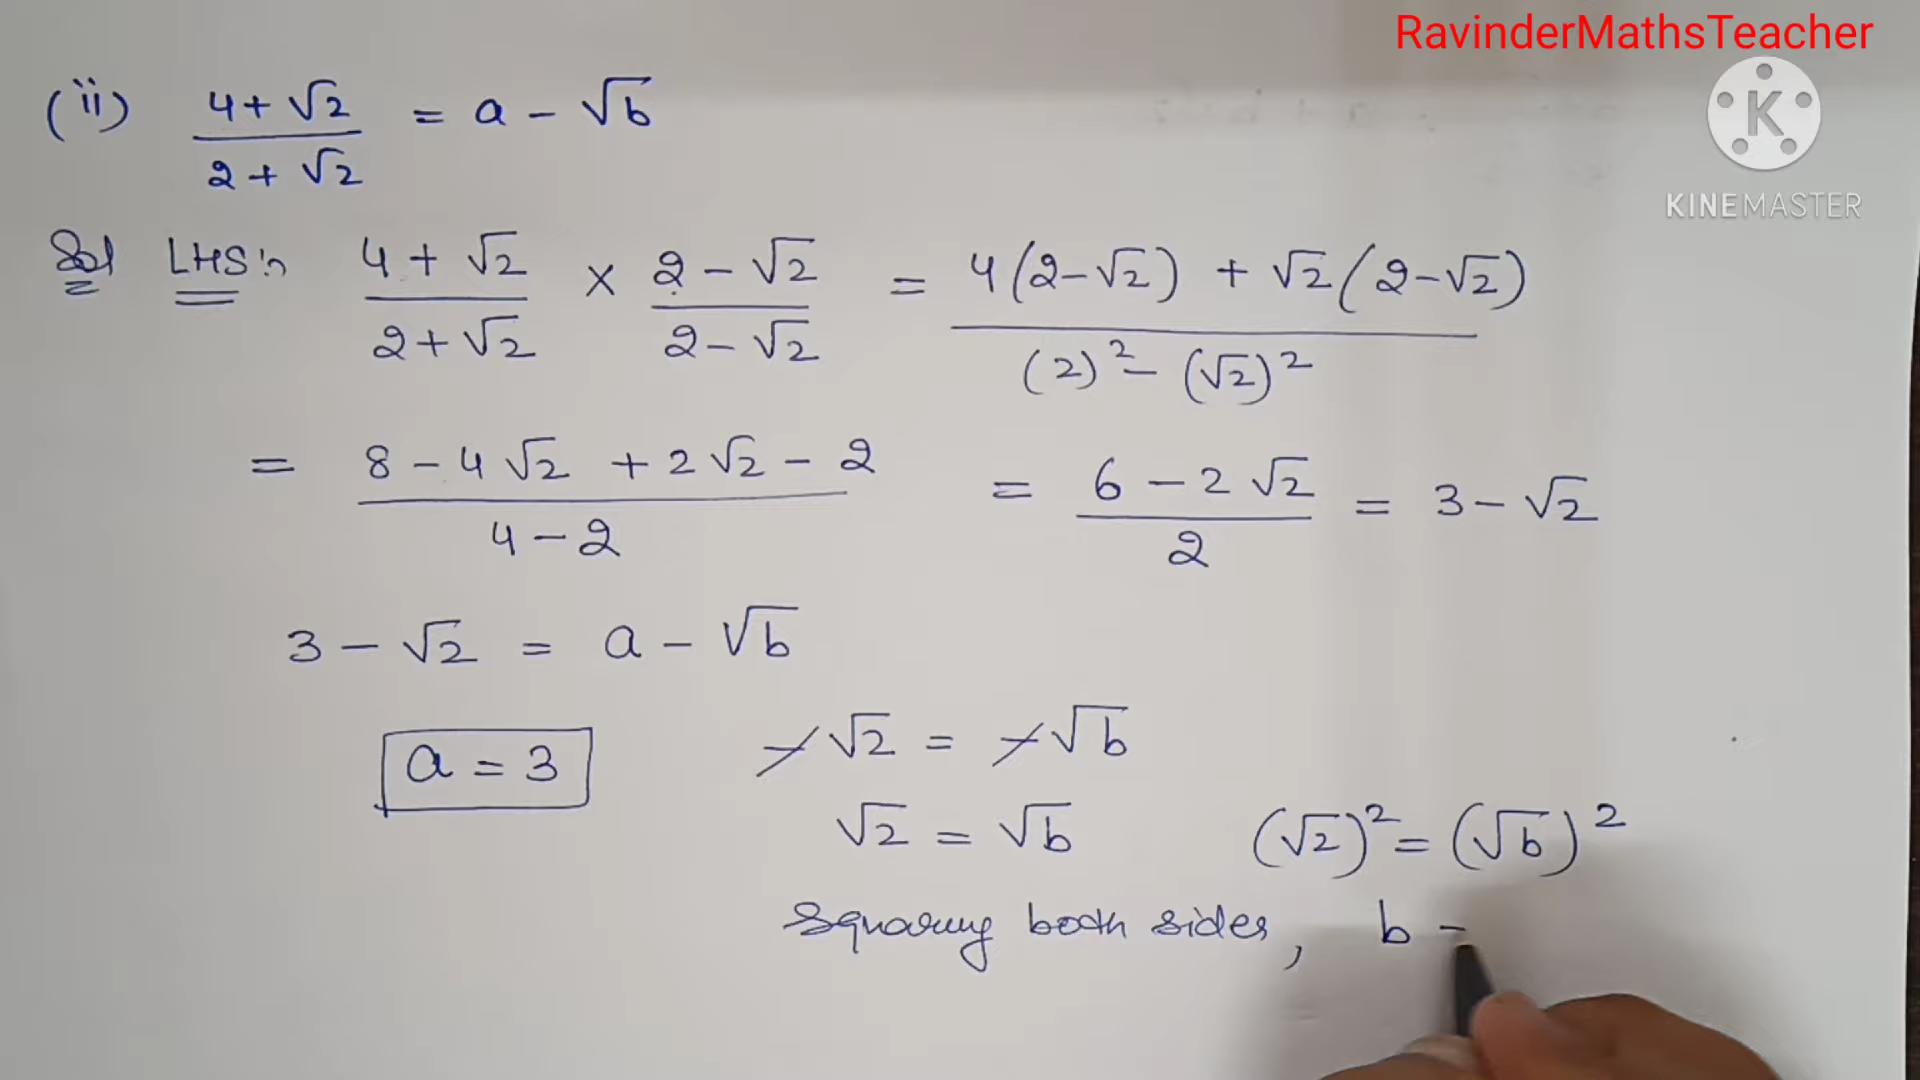 RavinderMathsTeacher
K
KINEMASTER
(ii) (4+√2)/(2+√2) = a - √b
Sol LHS:- (4+√2)/(2+√2) × (2-√2)/(2-√2) = (4(2-√2) + √2(2-√2))/((2)² - (√2)²)
= (8 - 4√2 + 2√2 - 2)/(4-2) = (6 - 2√2)/2 = 3 - √2
3 - √2 = a - √b
a = 3
-√2 = -√b
√2 = √b (√2)² = (√b)²
Squaring both sides, b -